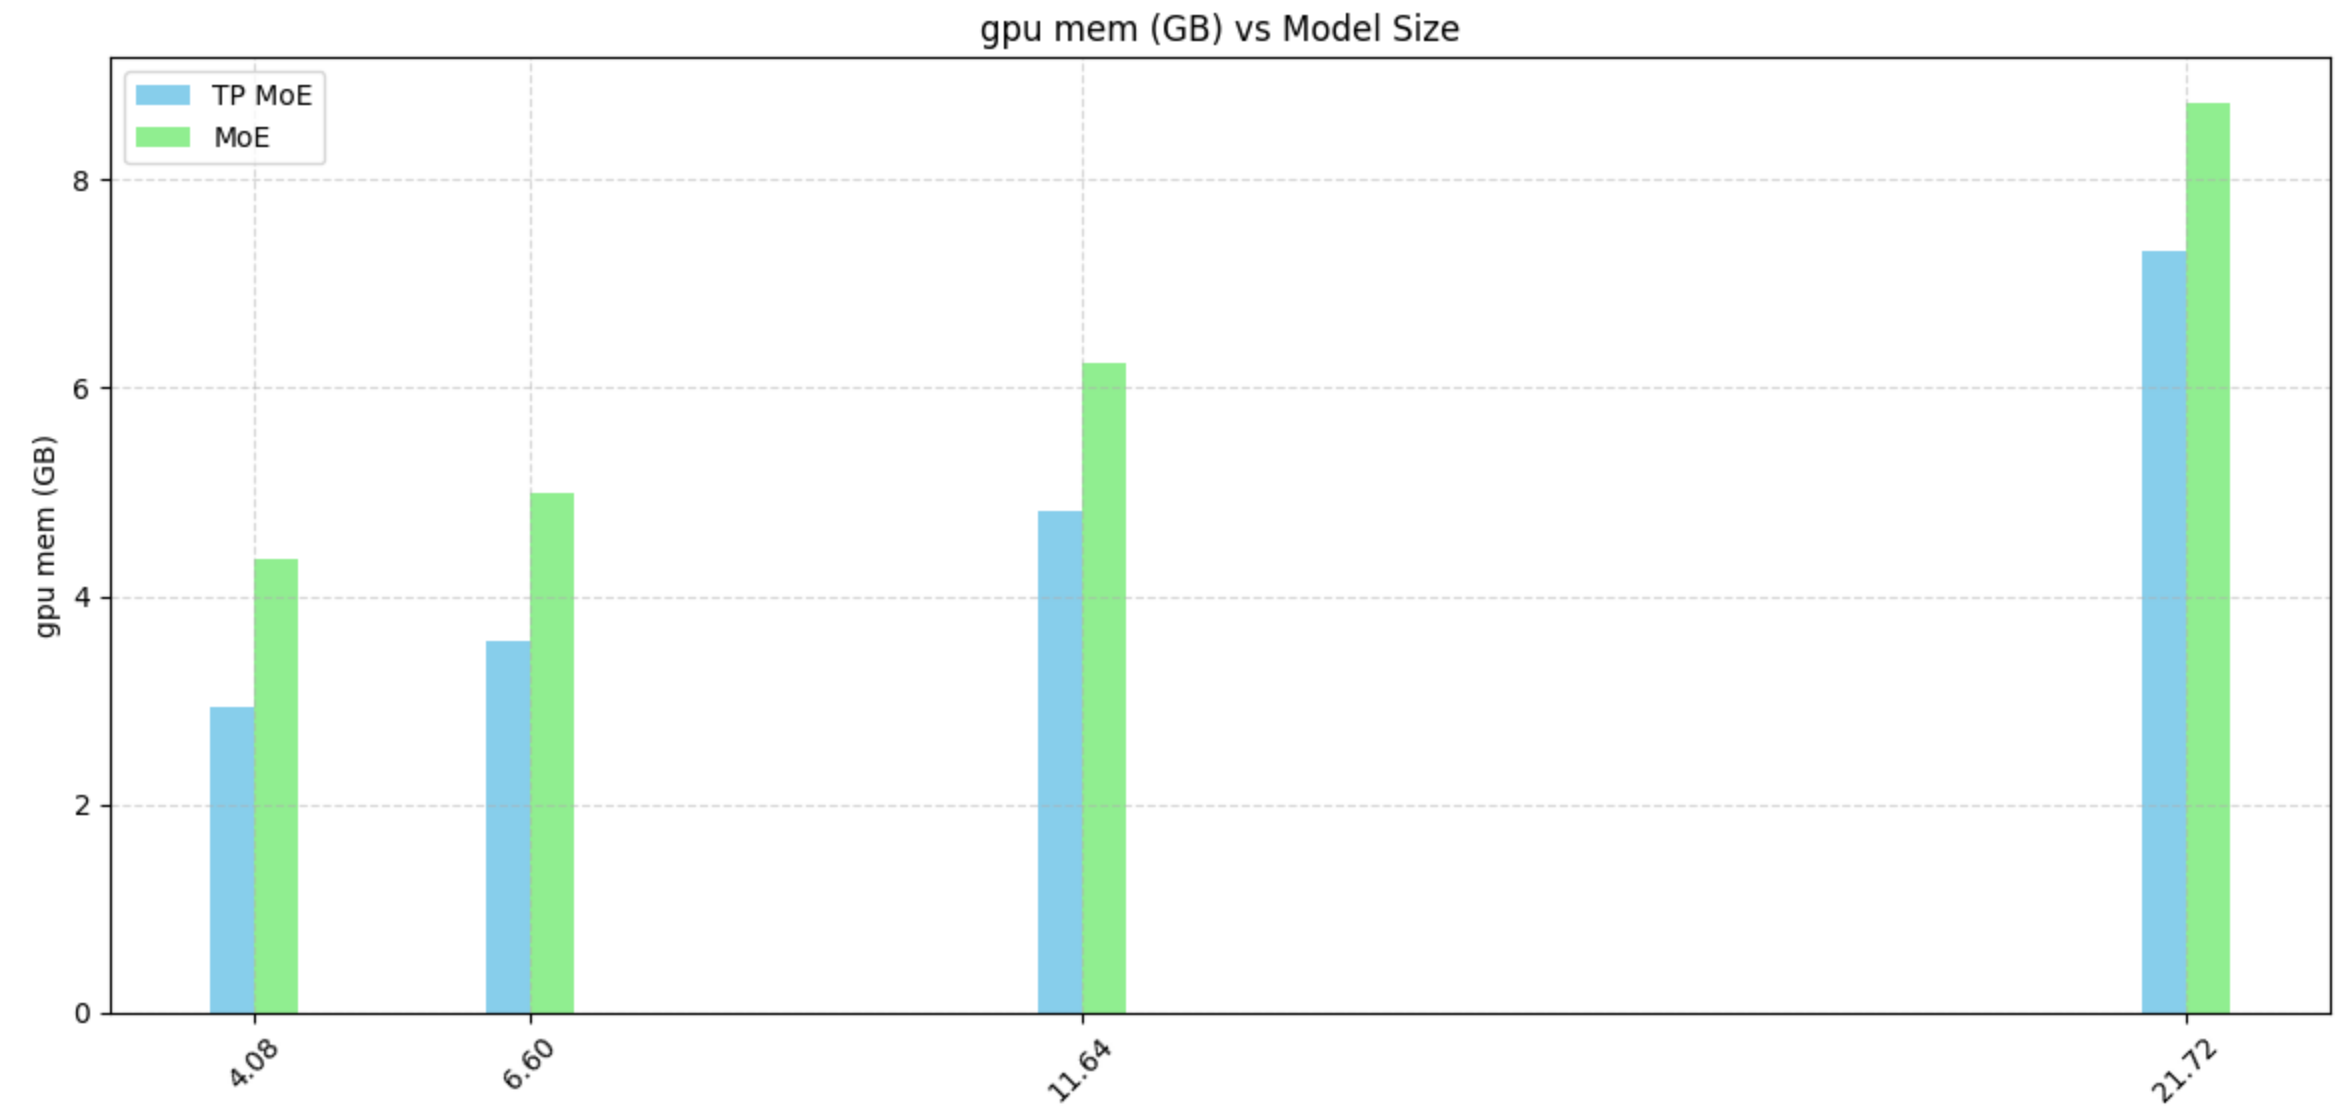 gpu mem (GB) vs Model Size
TP MoE
MoE
8
6
4
2
0
gpu mem (GB)
4.08
6.60
11.64
21.72